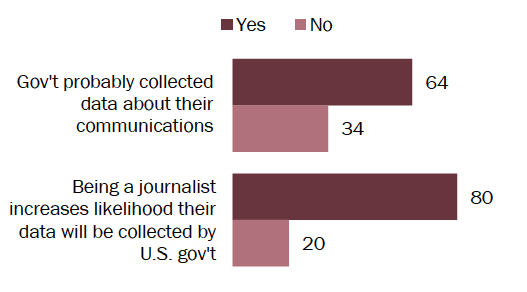 Yes No
Gov't probably collected
data about their
communications
64
34
Being a journalist
increases likelihood their
data will be collected by
U.S. gov't
80
20